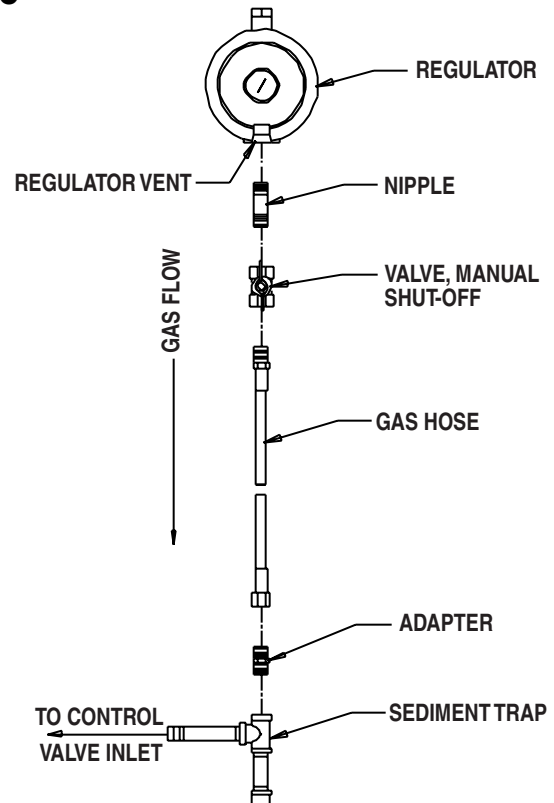 REGULATOR
REGULATOR VENT
NIPPLE
GAS FLOW
VALVE, MANUAL
SHUT-OFF
GAS HOSE
ADAPTER
SEDIMENT TRAP
TO CONTROL
VALVE INLET